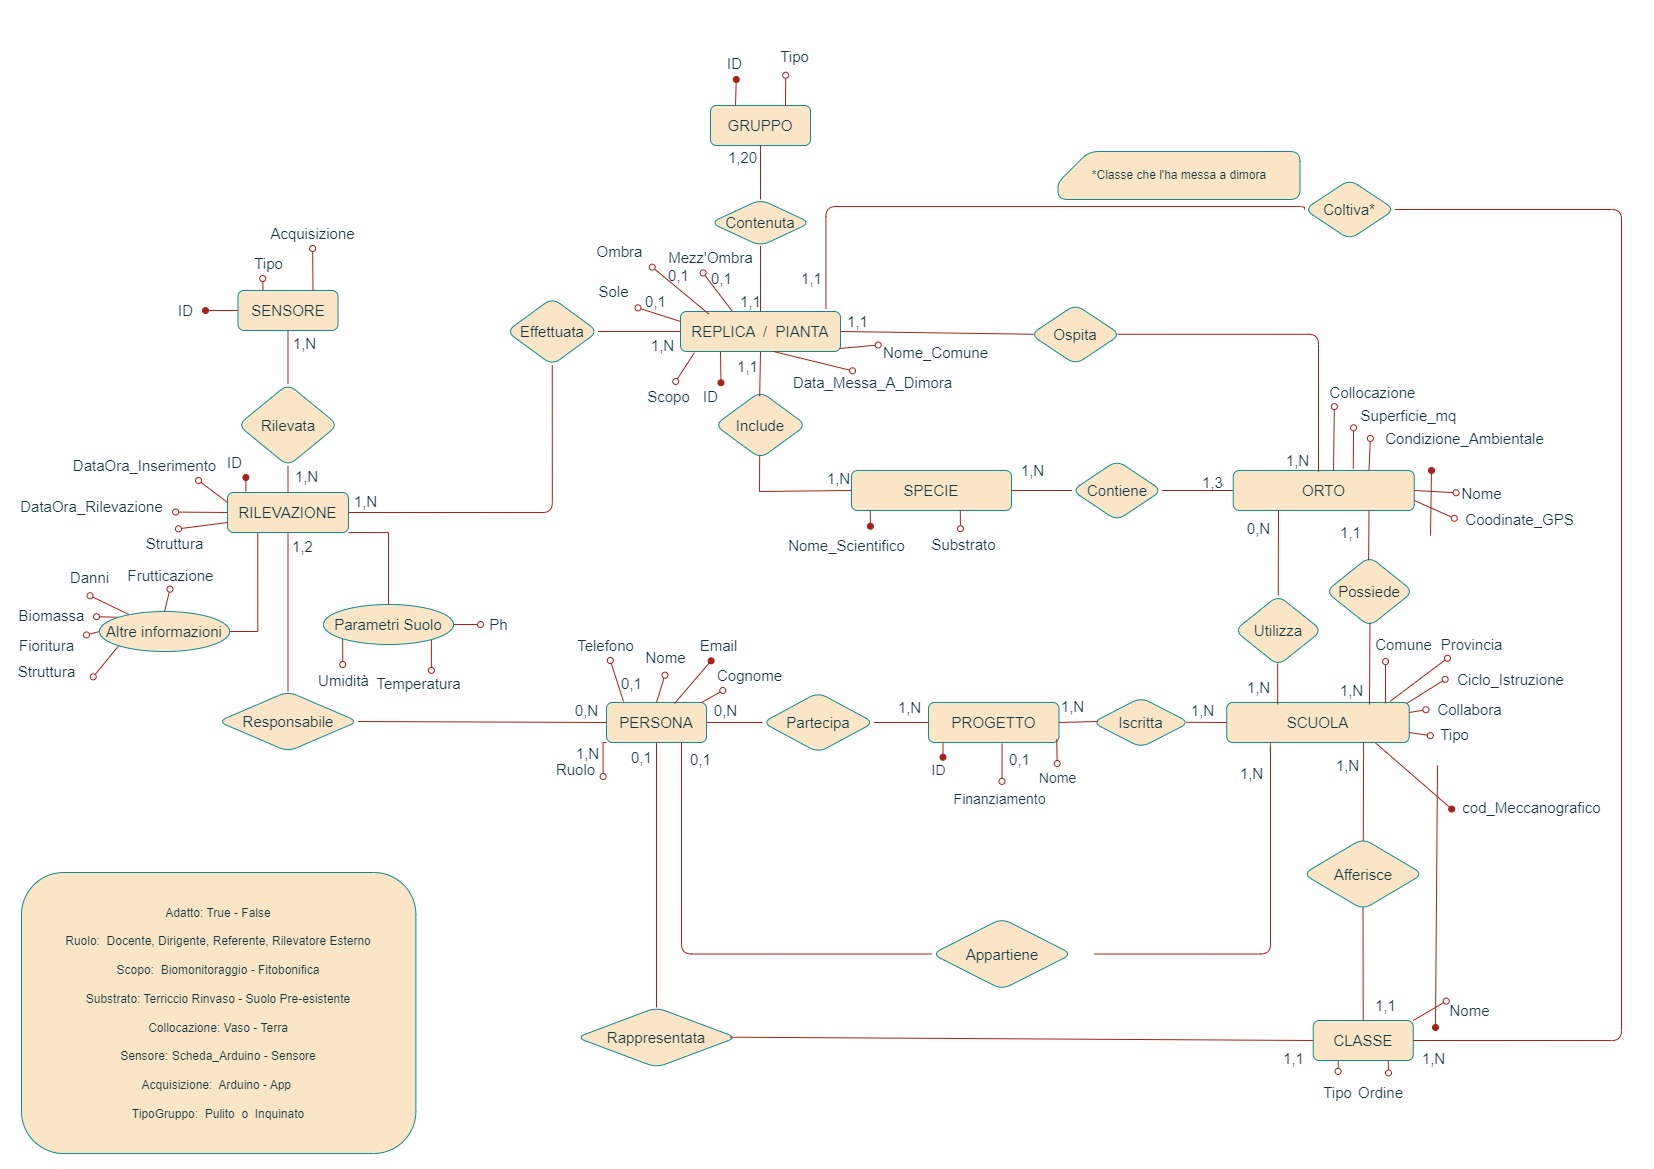 ID
Tipo
GRUPPO
1,20
*Classe che l'ha messa a dimora
Contenuta
Coltiva*
Acquisizione
Tipo
Ombra
Mezz'Ombra
0,1
0,1
1,1
Sole
0,1
1,1
ID
SENSORE
1,N
Effettuata
1,N
REPLICA / PIANTA
1,1
Ospita
Nome_Comune
1,1
Data_Messa_A_Dimora
Scopo
ID
Collocazione
Superficie_mq
Condizione_Ambientale
Rilevata
Include
DataOra_Inserimento
ID
1,N
1,N
1,N
1,N
DataOra_Rilevazione
RILEVAZIONE
1,N
SPECIE
Contiene
1,3
ORTO
Nome
Coodinate_GPS
Struttura
1,2
Nome_Scientifico
Substrato
0,N
1,1
Danni
Frutticazione
Biomassa
Altre informazioni
Fioritura
Struttura
Parametri Suolo
Ph
Umidità
Temperatura
Possiede
Utilizza
Telefono
Nome
Email
Cognome
0,1
Comune
Provincia
Ciclo_Istruzione
Collabora
Tipo
1,N
1,N
Responsabile
0,N
PERSONA
0,N
Partecipa
1,N
PROGETTO
1,N
Iscritta
1,N
SCUOLA
1,N
Ruolo
0,1
0,1
ID
0,1
Nome
Finanziamento
1,N
1,N
cod_Meccanografico
Afferisce
Adatto: True - False
Ruolo: Docente, Dirigente, Referente, Rilevatore Esterno
Scopo: Biomonitoraggio - Fitobonifica
Substrato: Terriccio Rinvaso - Suolo Pre-esistente
Collocazione: Vaso - Terra
Sensore: Scheda_Arduino - Sensore
Acquisizione: Arduino - App
TipoGruppo: Pulito o Inquinato
Appartiene
1,1
Nome
Rappresentata
CLASSE
1,1
1,N
Tipo
Ordine